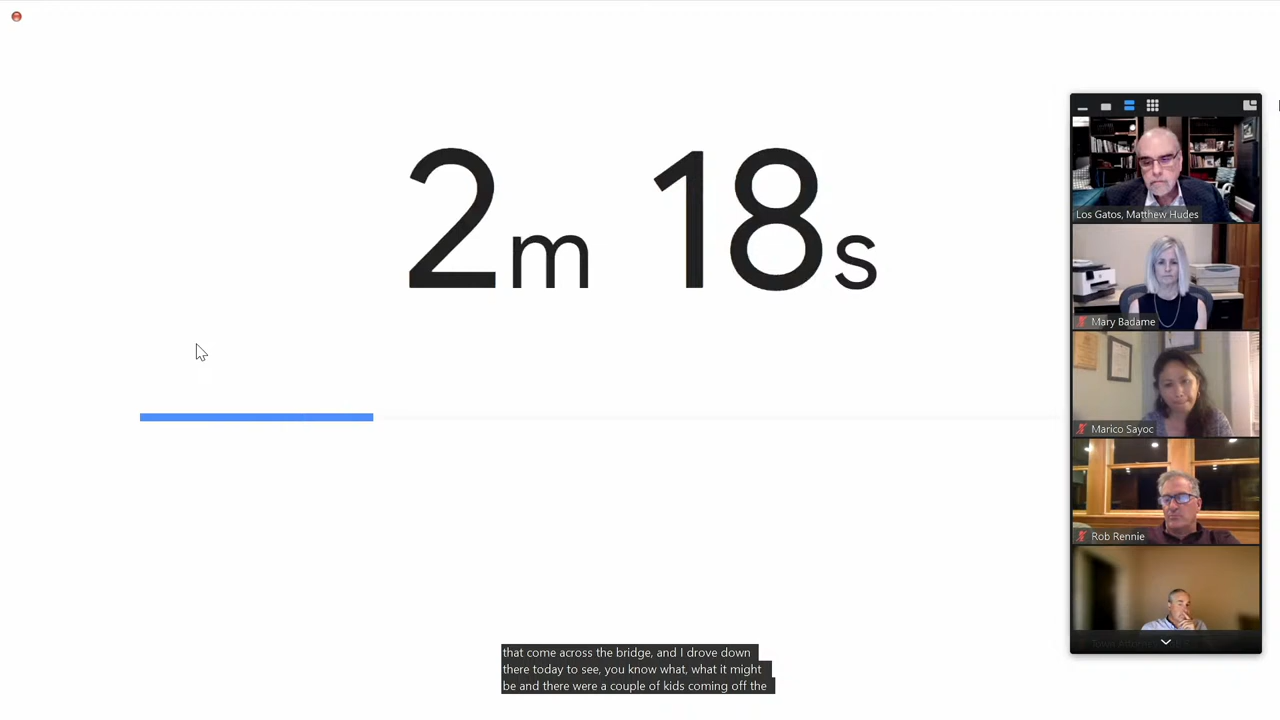 2m 18s
Los Gatos, Matthew Hudes
Mary Badame
Marico Sayoc
Rob Rennie
that come across the bridge, and I drove down
there today to see, you know what, what it might
be and there were a couple of kids coming off the